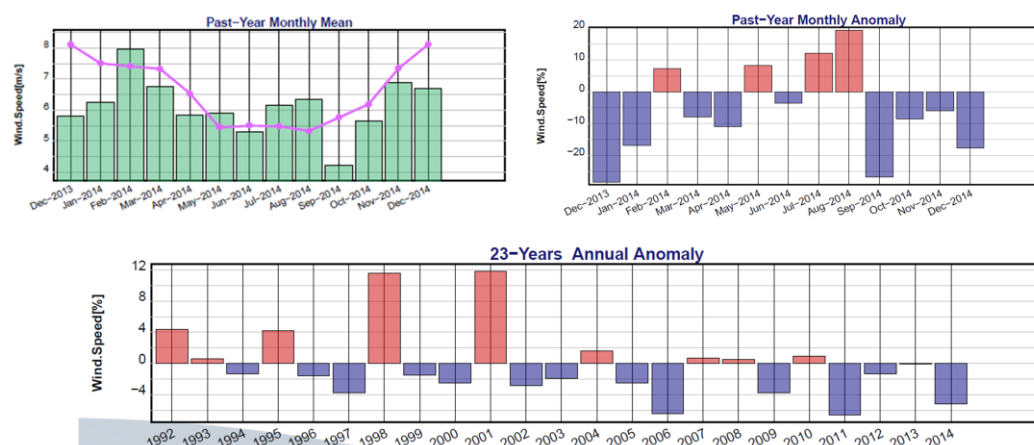 Past-Year Monthly Mean
Wind.Speed[m/s]
8
7
6
5
4
Dec-2013
Jan-2014
Feb-2014
Mar-2014
Apr-2014
May-2014
Jun-2014
Jul-2014
Aug-2014
Sep-2014
Oct-2014
Nov-2014
Dec-2014
Past-Year Monthly Anomaly
Wind.Speed[%]
20
10
0
-10
-20
Dec-2013
Jan-2014
Feb-2014
Mar-2014
Apr-2014
May-2014
Jun-2014
Jul-2014
Aug-2014
Sep-2014
Oct-2014
Nov-2014
Dec-2014
23-Years Annual Anomaly
Wind.Speed[%]
12
8
4
0
-4
1992
1993
1994
1995
1996
1997
1998
1999
2000
2001
2002
2003
2004
2005
2006
2007
2008
2009
2010
2011
2012
2013
2014